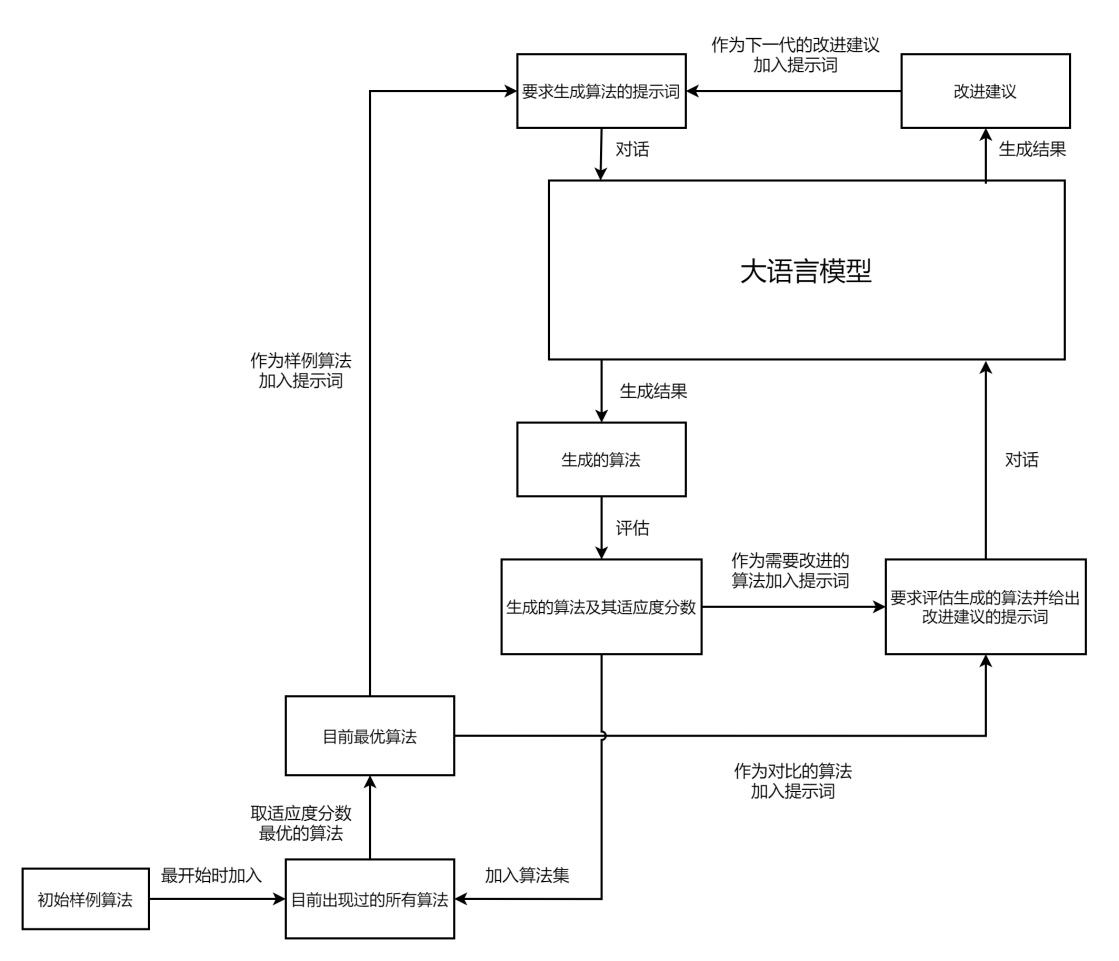 作为下一代的改进建议
加入提示词
要求生成算法的提示词
改进建议
对话
生成结果
大语言模型
作为样例算法
加入提示词
生成结果
生成的算法
对话
评估
作为需要改进的
算法加入提示词
生成的算法及其适应度分数
要求评估生成的算法并给出
改进建议的提示词
目前最优算法
作为对比的算法
加入提示词
取适应度分数
最优的算法
最开始时加入
加入算法集
初始样例算法
目前出现过的所有算法